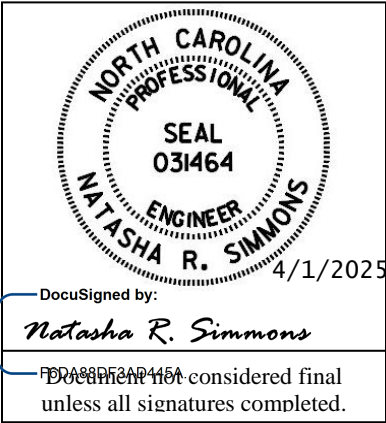 NORTH CAROLINA
PROFESSIONAL
SEAL
031464
ENGINEER
NATASHA R. SIMMONS
4/1/2025
DocuSigned by:
Natasha R. Simmons
F6DA88DF3AD445A...
Document not considered final
unless all signatures completed.